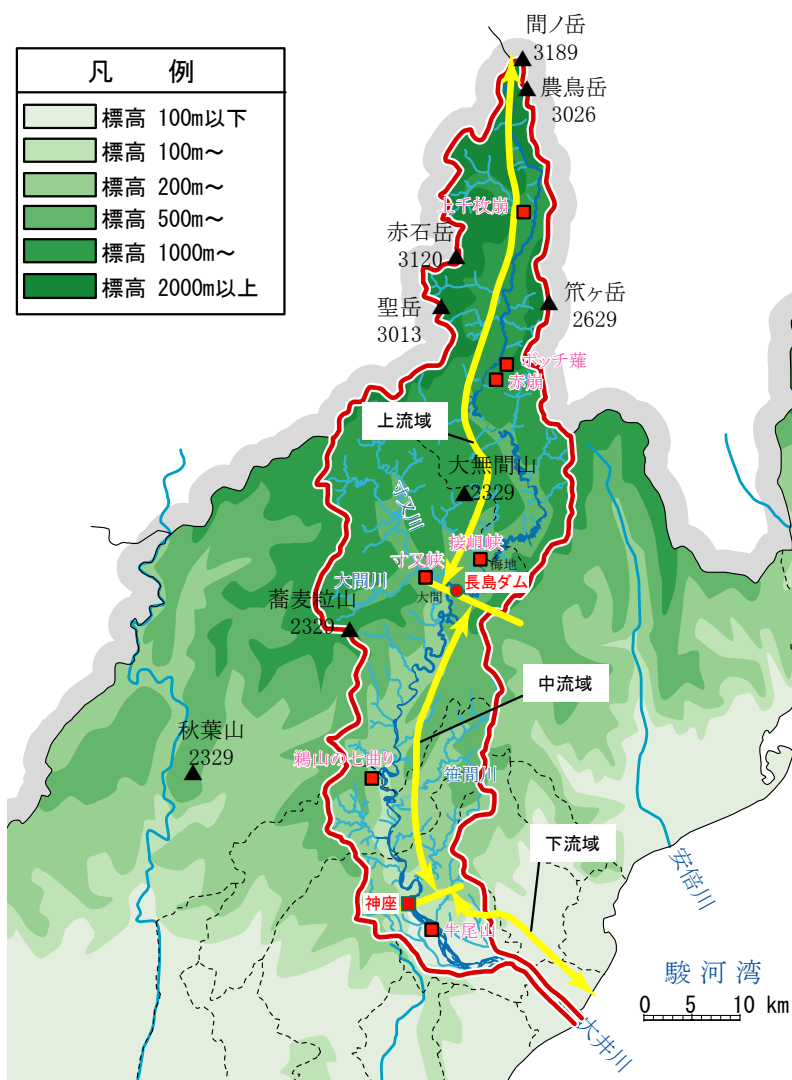 間ノ岳
3189
農鳥岳
3026
凡 例
標高 100m以下
標高 100m~
標高 200m~
標高 500m~
標高 1000m~
標高 2000m以上
上千枚崩
赤石岳
3120
聖岳
3013
笊ヶ岳
2629
ボッチ薙
赤崩
上流域
大無間山
2329
寸又川
接岨峡
梅地
寸又峡
大間川
長島ダム
大間
蕎麦粒山
2329
中流域
秋葉山
2329
鵜山の七曲り
笹間川
下流域
安倍川
神座
牛尾山
駿河湾
0 5 10 km
大井川